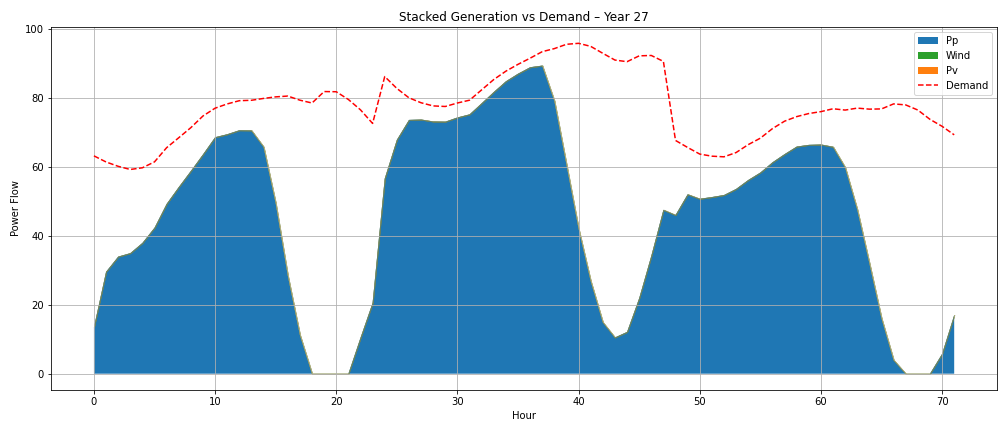 Stacked Generation vs Demand – Year 27
Pp
Wind
Pv
Demand
Power Flow
100
80
60
40
20
0
0 10 20 30 40 50 60 70
Hour